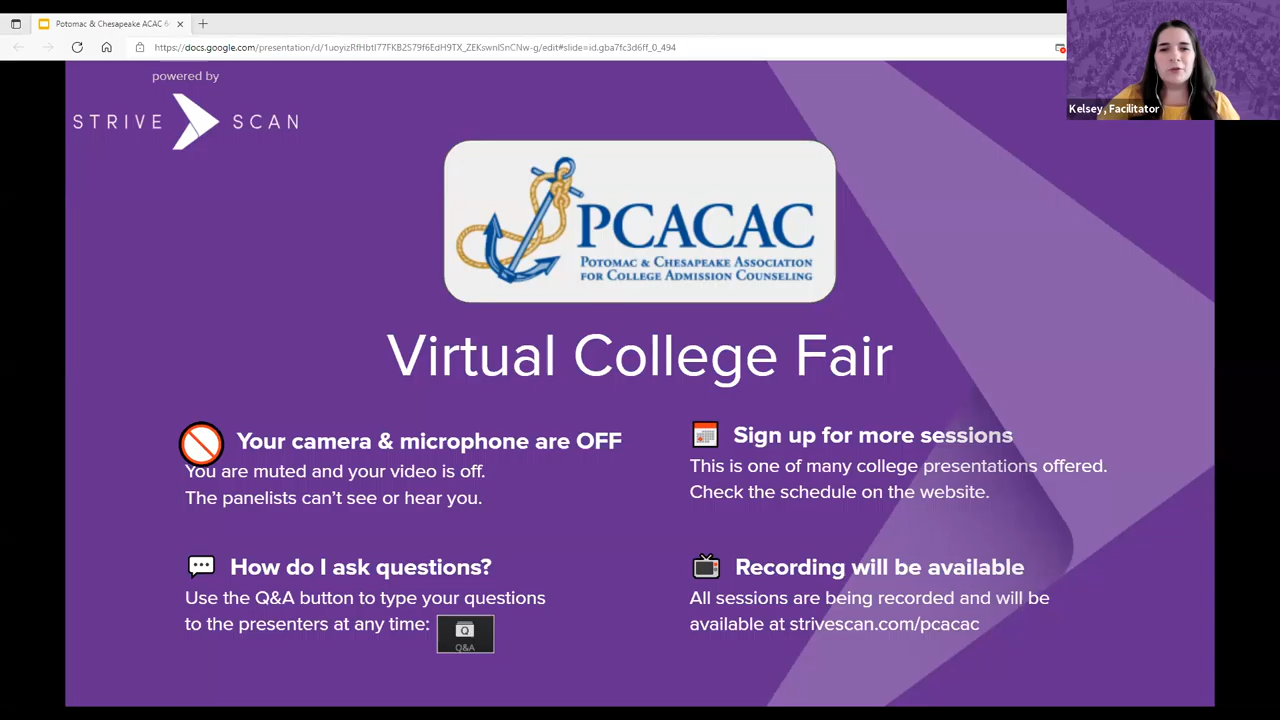 Potomac & Chesapeake ACAC 6
https://docs.google.com/presentation/d/
Kelsey, Facilitator
powered by
STRIVE SCAN
PCACAC
POTOMAC & CHESAPEAKE ASSOCIATION
FOR COLLEGE ADMISSION COUNSELING
Virtual College Fair
Your camera & microphone are OFF
You are muted and your video is off.
The panelists can't see or hear you.
Sign up for more sessions
This is one of many college presentations offered.
Check the schedule on the website.
How do I ask questions?
Use the Q&A button to type your questions
to the presenters at any time:
Q
Q&A
Recording will be available
All sessions are being recorded and will be
available at strivescan.com/pcacac